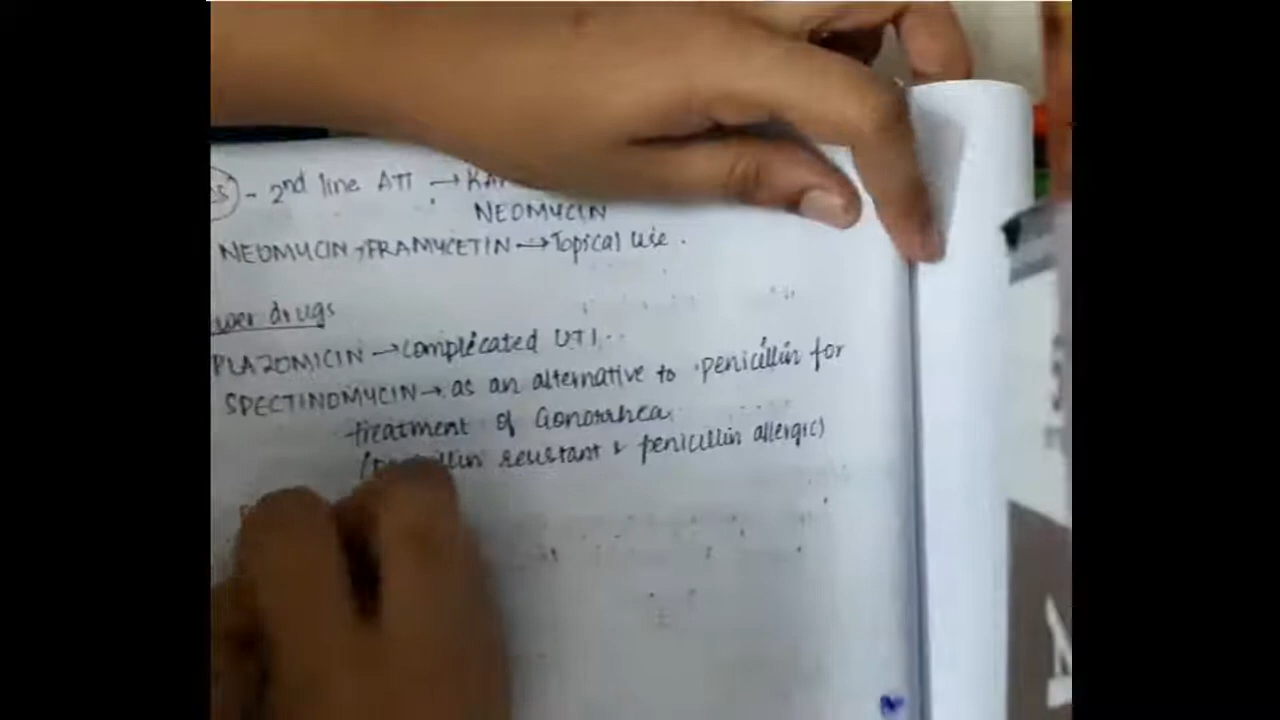 - 2nd line ATT →
NEOMYCIN
NEOMYCIN, FRAMYCETIN → Topical use.
drugs
PLAZOMICIN → complicated UTI..
SPECTINOMYCIN → as an alternative to penicillin for
treatment of Gonorrhea
resistant & penicillin allergic)